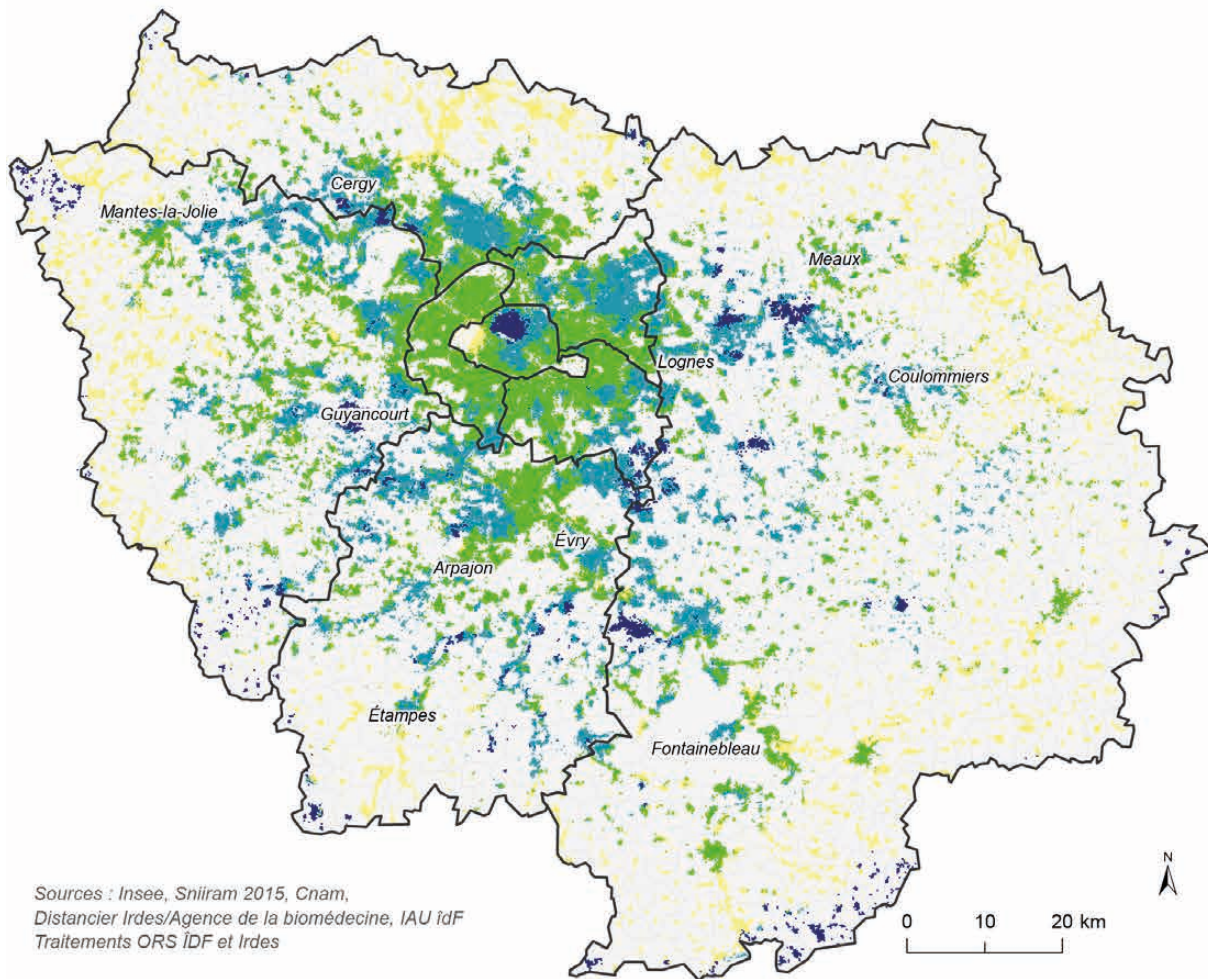 Cergy
Mantes-la-Jolie
Meaux
Lognes
Coulommiers
Guyancourt
Évry
Arpajon
Étampes
Fontainebleau
Sources : Insee, Sniiram 2015, Cnam,
Distancier Irdes/Agence de la biomédecine, IAU îdF
Traitements ORS ÎDF et Irdes
N
0 10 20 km